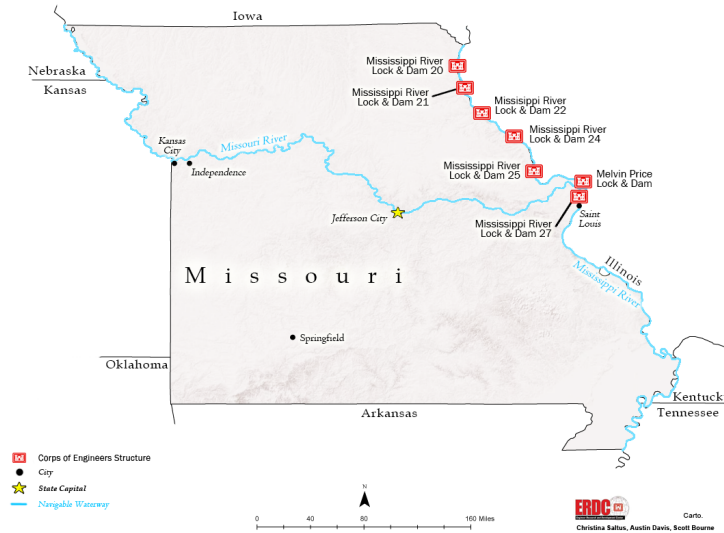 Iowa
Nebraska
Kansas
Mississippi River
Lock & Dam 20
Mississippi River
Lock & Dam 21
Missisippi River
Lock & Dam 22
Mississippi River
Lock & Dam 24
Mississippi River
Lock & Dam 25
Melvin Price
Lock & Dam
Mississippi River
Lock & Dam 27
Kansas
City
Independence
Missouri River
Jefferson City
Saint
Louis
Illinois
Mississippi River
Missouri
Springfield
Oklahoma
Arkansas
Kentuck
Tennessee
Corps of Engineers Structure
City
State Capital
Navigable Waterway
N
0 40 80 160 Miles
ERDC
Carto.
Christina Saltus, Austin Davis, Scott Bourne